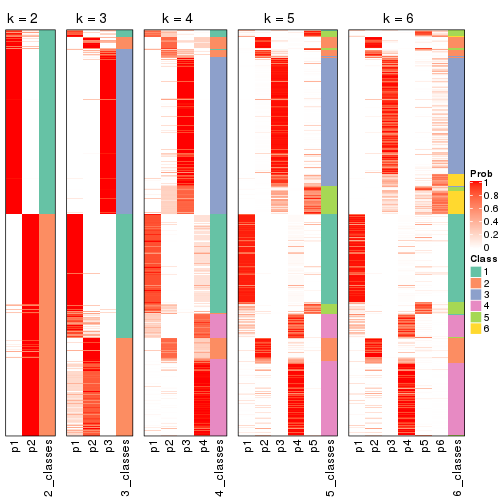 k = 2
k = 3
k = 4
k = 5
k = 6
p1
p2
2_classes
p1
p2
p3
3_classes
p1
p2
p3
p4
4_classes
p1
p2
p3
p4
p5
5_classes
p1
p2
p3
p4
p5
p6
6_classes
Prob
1
0.8
0.6
0.4
0.2
0
Class
1
2
3
4
5
6